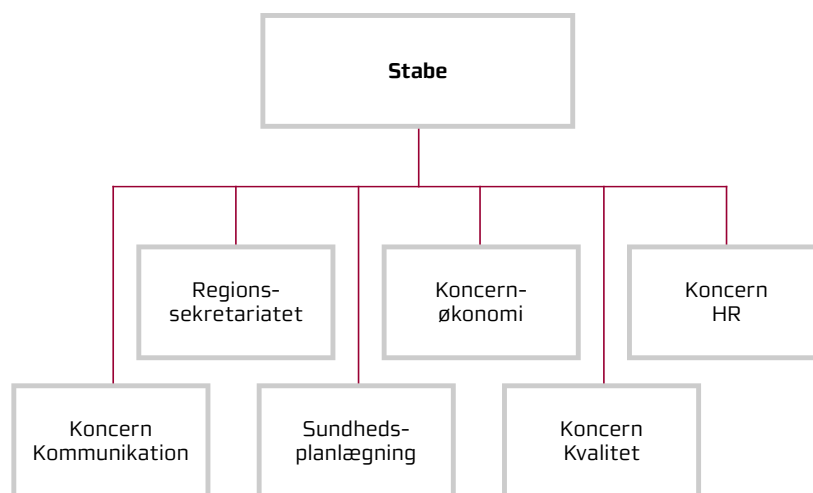 Stabe
Regions-
sekretariatet
Koncern-
økonomi
Koncern
HR
Koncern
Kommunikation
Sundheds-
planlægning
Koncern
Kvalitet